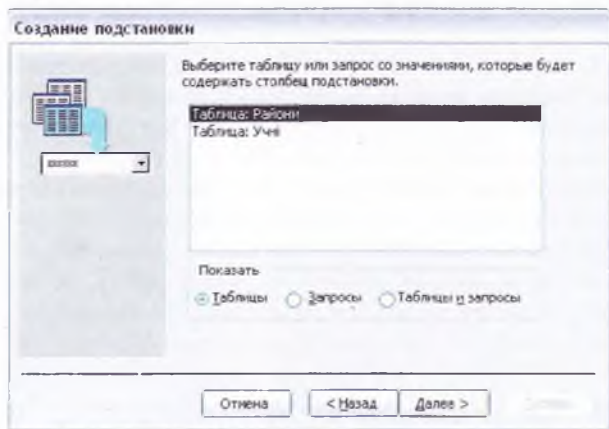 Создание подстановки
Выберите таблицу или запрос со значениями, которые будет
содержать столбец подстановки.
Таблица: Райони
Таблица: Учні
xxxxx
Показать
Таблицы
Запросы
Таблицы и запросы
Отмена
< Назад
Далее >